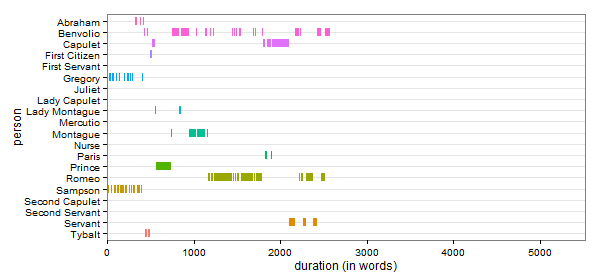 person
Abraham
Benvolio
Capulet
First Citizen
First Servant
Gregory
Juliet
Lady Capulet
Lady Montague
Mercutio
Montague
Nurse
Paris
Prince
Romeo
Sampson
Second Capulet
Second Servant
Servant
Tybalt
0 1000 2000 3000 4000 5000
duration (in words)